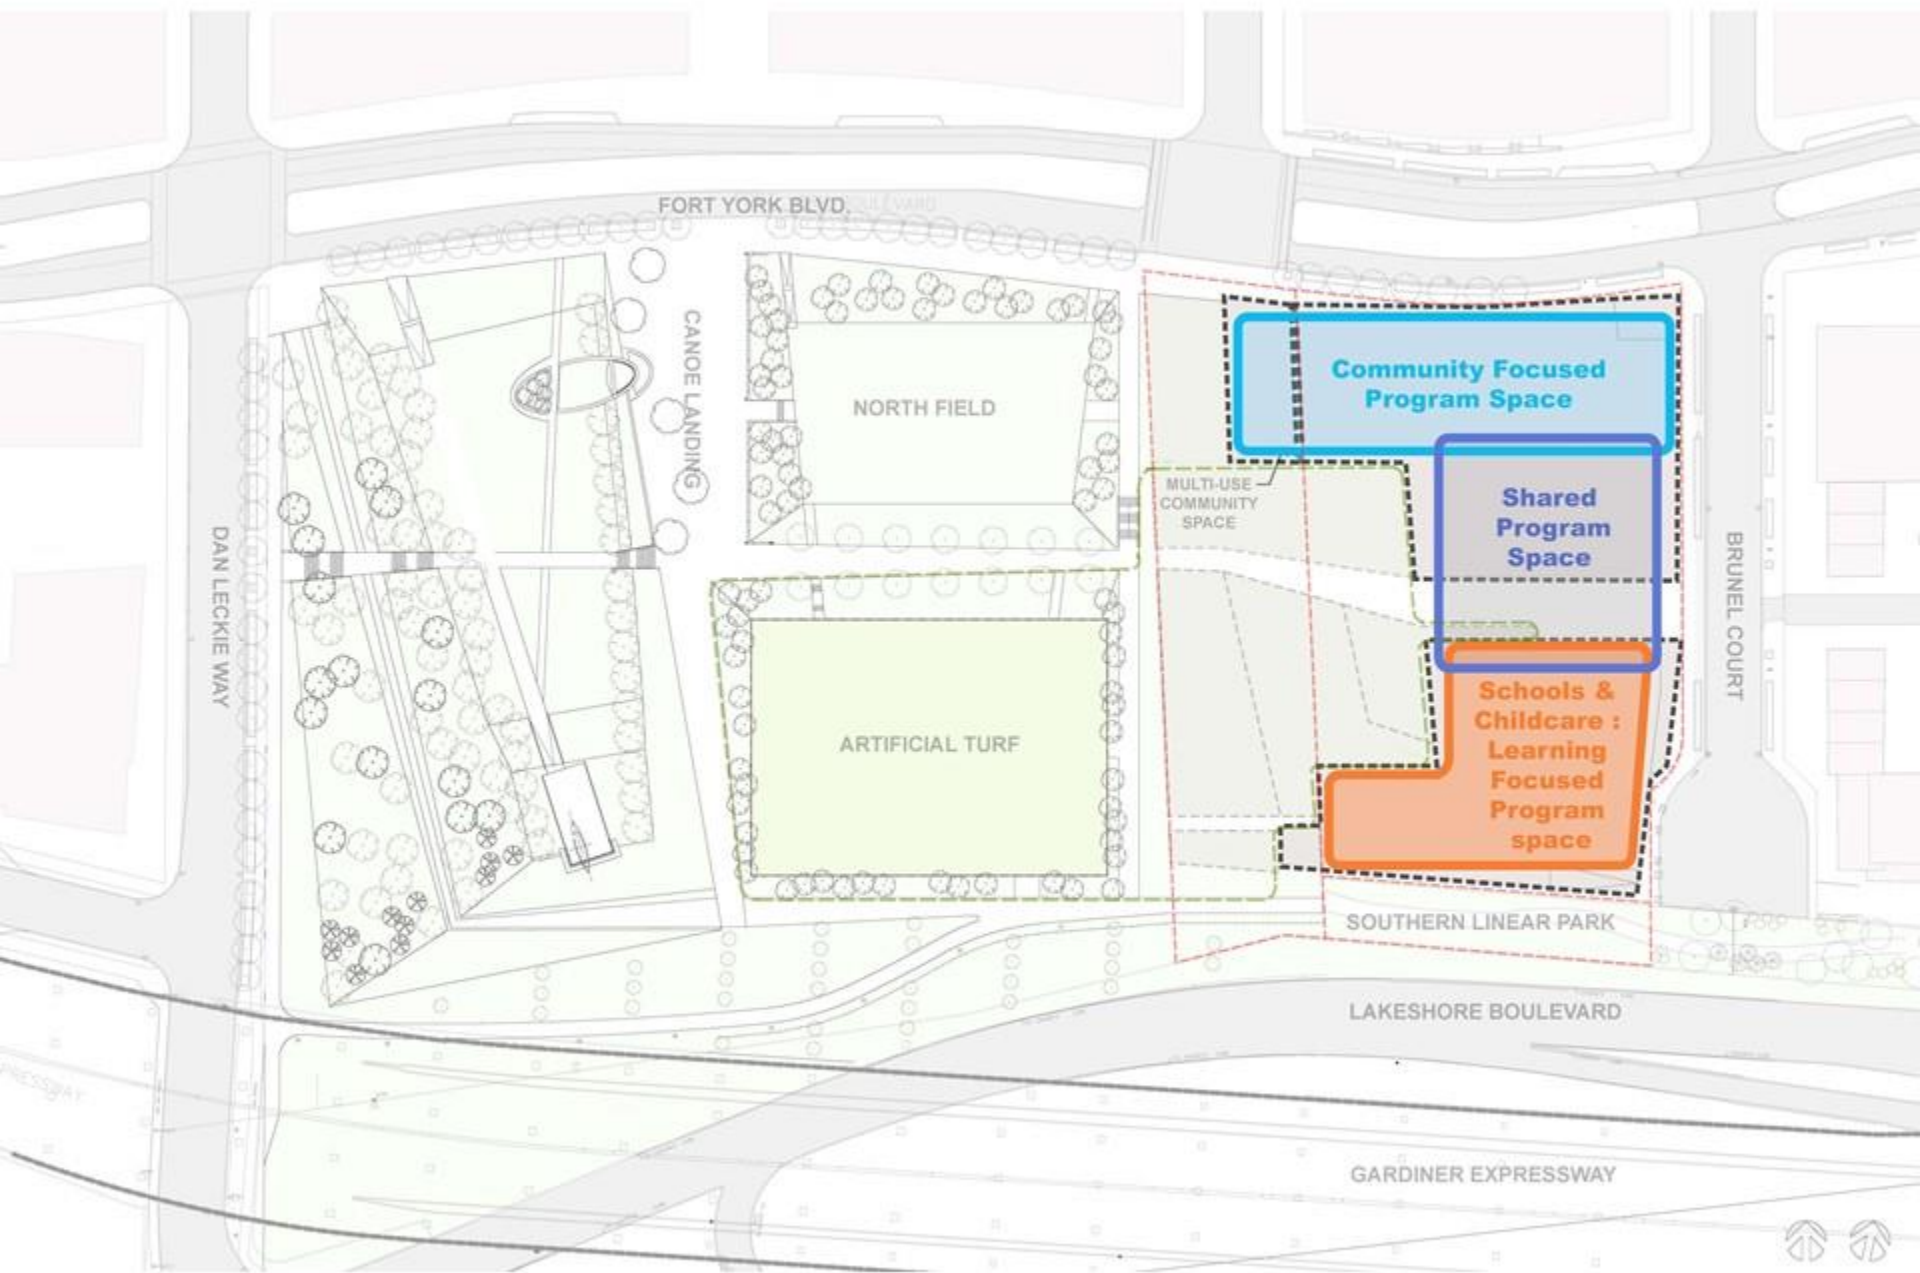 FORT YORK BLVD.
CANOE LANDING
NORTH FIELD
Community Focused
Program Space
MULTI-USE
COMMUNITY
SPACE
Shared
Program
Space
DAN LECKIE WAY
BRUNEL COURT
ARTIFICIAL TURF
Schools &
Childcare :
Learning
Focused
Program
space
SOUTHERN LINEAR PARK
LAKESHORE BOULEVARD
GARDINER EXPRESSWAY